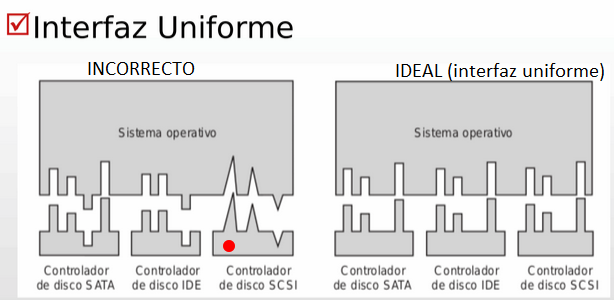 Interfaz Uniforme
INCORRECTO
IDEAL (interfaz uniforme)
Sistema operativo
Sistema operativo
Controlador
de disco SATA
Controlador
de disco IDE
Controlador
de disco SCSI
Controlador
de disco SATA
Controlador
de disco IDE
Controlador
de disco SCSI